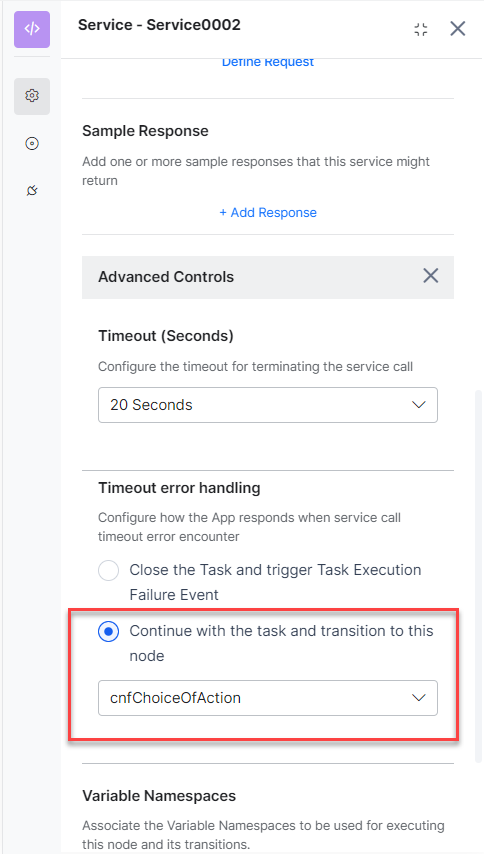 Service - Service0002
Define Request
Sample Response
Add one or more sample responses that this service might
return
+ Add Response
Advanced Controls
Timeout (Seconds)
Configure the timeout for terminating the service call
20 Seconds
Timeout error handling
Configure how the App responds when service call
timeout error encounter
Close the Task and trigger Task Execution
Failure Event
Continue with the task and transition to this
node
cnfChoiceOfAction
Variable Namespaces
Associate the Variable Namespaces to be used for executing
this node and its transitions.